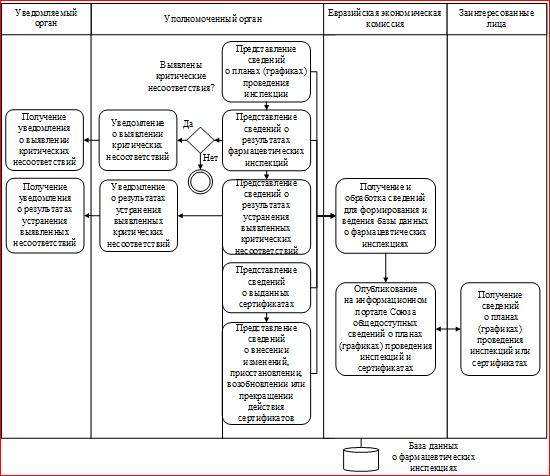 Уведомляемый
орган
Уполномоченный орган
Евразийская экономическая
комиссия
Заинтересованные
лица
Выявлены
критические
несоответствия?
Представление
сведений
о планах (графиках)
проведения
инспекции
Получение
уведомления
о выявлении
критических
несоответствий
Уведомление
о выявлении
критических
несоответствий
Да
Нет
Представление
сведений о
результатах
фармацевтических
инспекций
Получение
уведомления
о результатах
устранения
выявленных
несоответствий
Уведомление
о результатах
устранения
выявленных
критических
несоответствий
Представление
сведений о
результатах
устранения
выявленных
критических
несоответствий
Получение и
обработка сведений
для формирования и
ведения базы данных
о фармацевтических
инспекциях
Представление
сведений
о выданных
сертификатах
Опубликование
на информационном
портале Союза
общедоступных
сведений о планах
(графиках) проведения
инспекций и
сертификатах
Получение
сведений
о планах
(графиках)
проведения
инспекций или
сертификатах
Представление
сведений
о внесении
изменений,
приостановлении,
возобновлении или
прекращении
действия
сертификатов
База данных
о фармацевтических
инспекциях